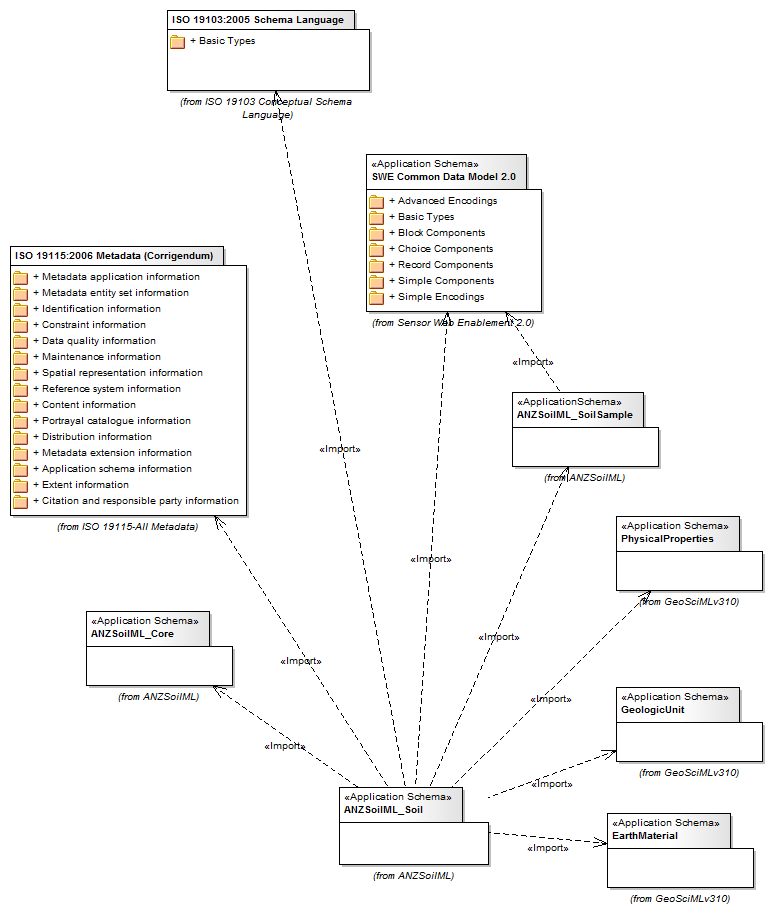 ISO 19103:2005 Schema Language
+ Basic Types
(from ISO 19103 Conceptual Schema
Language)
«Application Schema»
SWE Common Data Model 2.0
+ Advanced Encodings
+ Basic Types
+ Block Components
+ Choice Components
+ Record Components
+ Simple Components
+ Simple Encodings
(from Sensor Web Enablement 2.0)
ISO 19115:2006 Metadata (Corrigendum)
+ Metadata application information
+ Metadata entity set information
+ Identification information
+ Constraint information
+ Data quality information
+ Maintenance information
+ Spatial representation information
+ Reference system information
+ Content information
+ Portrayal catalogue information
+ Distribution information
+ Metadata extension information
+ Application schema information
+ Extent information
+ Citation and responsible party information
(from ISO 19115-All Metadata)
«Import»
«ApplicationSchema»
ANZSoilML_SoilSample
(from ANZSoilML)
«Import»
«Application Schema»
PhysicalProperties
(from GeoSciMLv310)
«Import»
«Application Schema»
ANZSoilML_Core
(from ANZSoilML)
«Import»
«Import»
«Import»
«Application Schema»
GeologicUnit
(from GeoSciMLv310)
«Import»
«Import»
«Application Schema»
ANZSoilML_Soil
(from ANZSoilML)
«Import»
«Application Schema»
EarthMaterial
(from GeoSciMLv310)